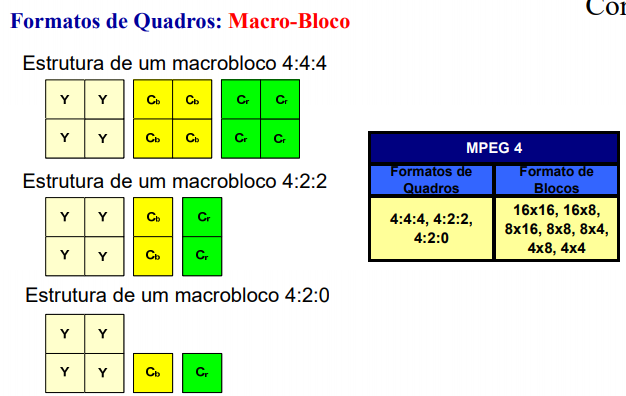 Cor
Formatos de Quadros: Macro-Bloco
Estrutura de um macrobloco 4:4:4
Y Y Cb Cb Cr Cr
Y Y Cb Cb Cr Cr
Estrutura de um macrobloco 4:2:2
Y Y Cb Cr
Y Y Cb Cr
Estrutura de um macrobloco 4:2:0
Y Y
Y Y Cb Cr
MPEG 4
Formatos de
Quadros
Formato de
Blocos
4:4:4, 4:2:2,
4:2:0
16x16, 16x8,
8x16, 8x8, 8x4,
4x8, 4x4